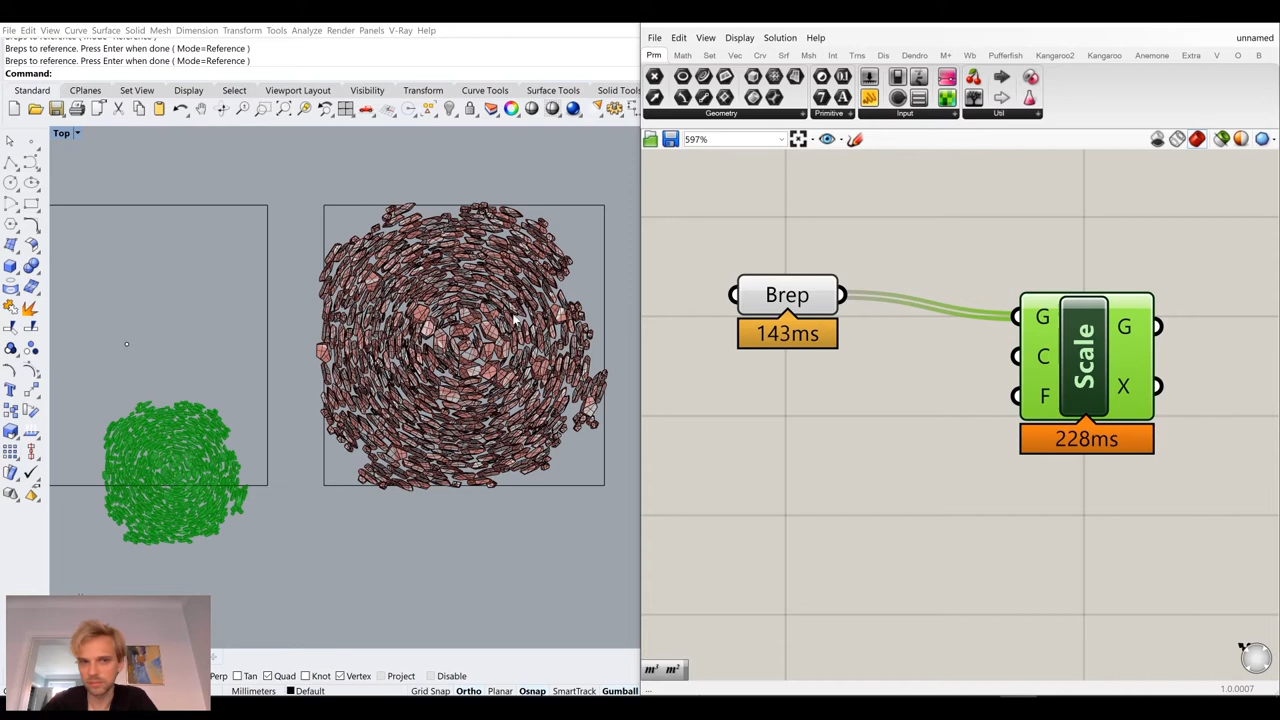 File Edit View Curve Surface Solid Mesh Dimension Transform Tools Analyze Render Panels V-Ray Help
Breps to reference. Press Enter when done ( Mode=Reference )
Breps to reference. Press Enter when done ( Mode=Reference )
Command:
Standard CPlanes Set View Display Select Viewport Layout Visibility Transform Curve Tools Surface Tools Solid Tools
Top
Perp Tan Quad Knot Vertex Project Disable
Millimeters Default Grid Snap Ortho Planar Osnap SmartTrack Gumball
File Edit View Display Solution Help unnamed
Prm Math Set Vec Crv Srf Msh Int Trns Dis Dendro M+ Pufferfish Kangaroo2 Kangaroo Anemone Extra V O B
Geometry Primitive Input Util
597%
Brep
143ms
G
C
F
Scale
G
X
228ms
m³ m²
...
1.0.0007